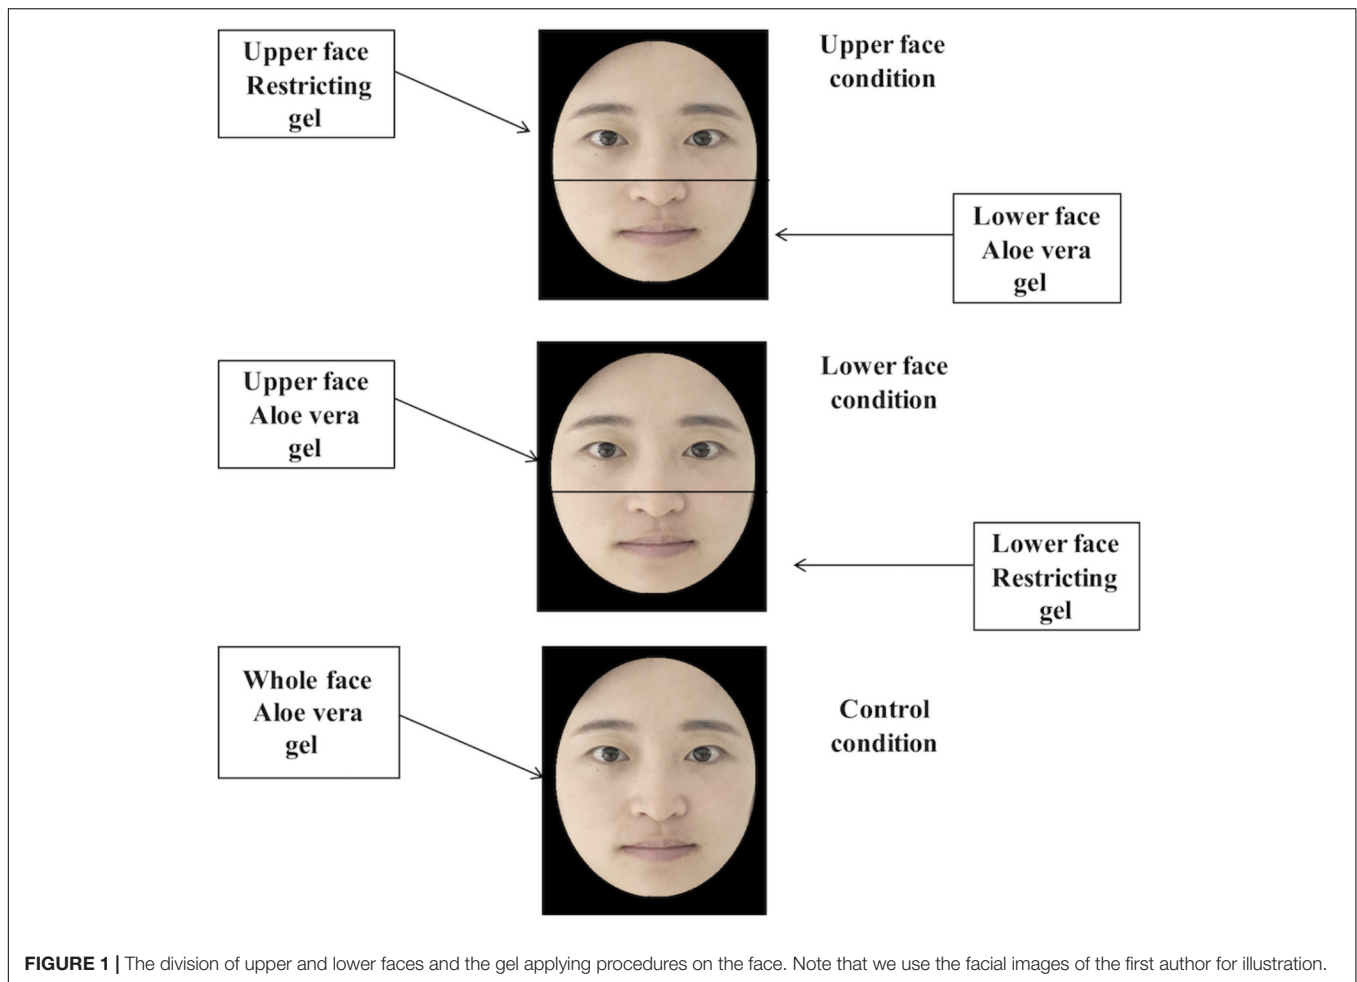 Upper face
Restricting
gel
Upper face
condition
Lower face
Aloe vera
gel
Upper face
Aloe vera
gel
Lower face
condition
Lower face
Restricting
gel
Whole face
Aloe vera
gel
Control
condition
FIGURE 1 | The division of upper and lower faces and the gel applying procedures on the face. Note that we use the facial images of the first author for illustration.